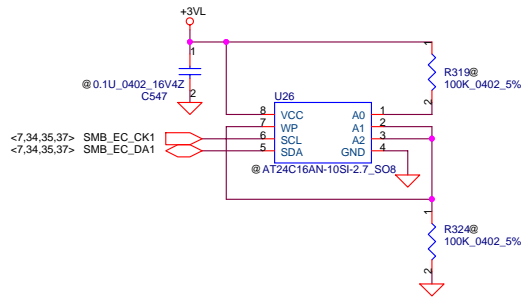 +3VL
1
1
@ 0.1U_0402_16V4Z
C547
2
R319@
100K_0402_5%
2
U26
8 VCC A0 1
7 WP A1 2
<7,34,35,37> SMB_EC_CK1 6 SCL A2 3
<7,34,35,37> SMB_EC_DA1 5 SDA GND 4
@ AT24C16AN-10SI-2.7_SO8
1
R324@
100K_0402_5%
2